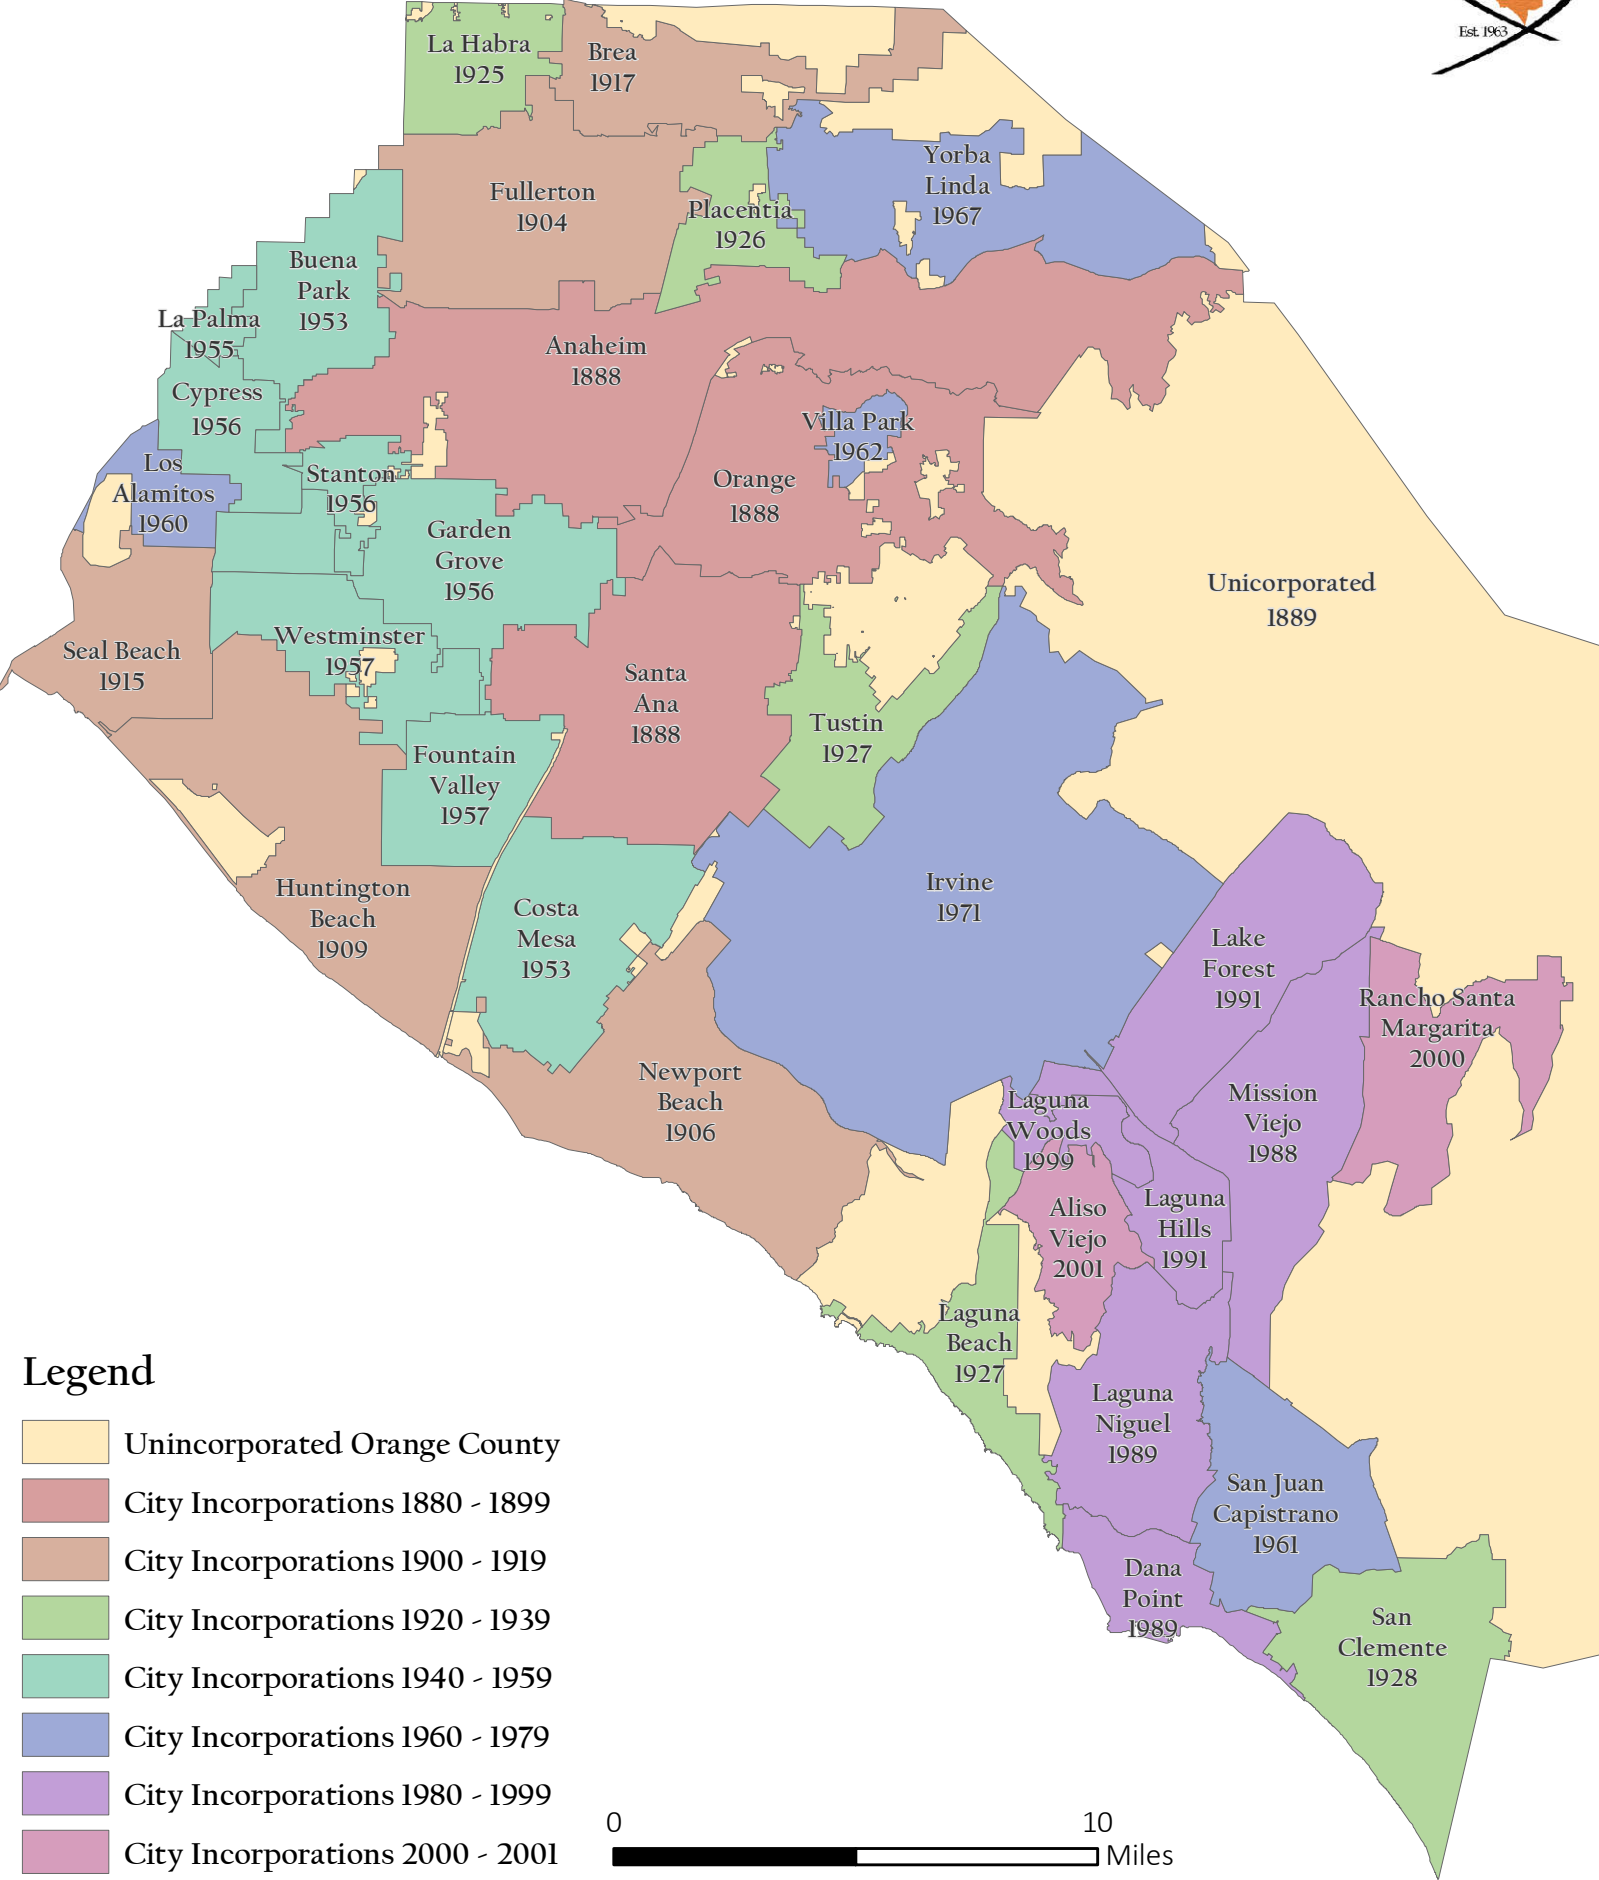 Est. 1963
La Habra
1925
Brea
1917
Yorba
Linda
1967
Fullerton
1904
Placentia
1926
Buena
Park
1953
La Palma
1955
Anaheim
1888
Cypress
1956
Villa Park
1962
Los
Alamitos
1960
Stanton
1956
Orange
1888
Garden
Grove
1956
Unicorporated
1889
Westminster
1957
Seal Beach
1915
Santa
Ana
1888
Tustin
1927
Fountain
Valley
1957
Huntington
Beach
1909
Costa
Mesa
1953
Irvine
1971
Lake
Forest
1991
Rancho Santa
Margarita
2000
Newport
Beach
1906
Laguna
Woods
1999
Mission
Viejo
1988
Aliso
Viejo
2001
Laguna
Hills
1991
Laguna
Beach
1927
Laguna
Niguel
1989
San Juan
Capistrano
1961
Dana
Point
1989
San
Clemente
1928
Legend
Unincorporated Orange County
City Incorporations 1880 - 1899
City Incorporations 1900 - 1919
City Incorporations 1920 - 1939
City Incorporations 1940 - 1959
City Incorporations 1960 - 1979
City Incorporations 1980 - 1999
City Incorporations 2000 - 2001
0 10
Miles